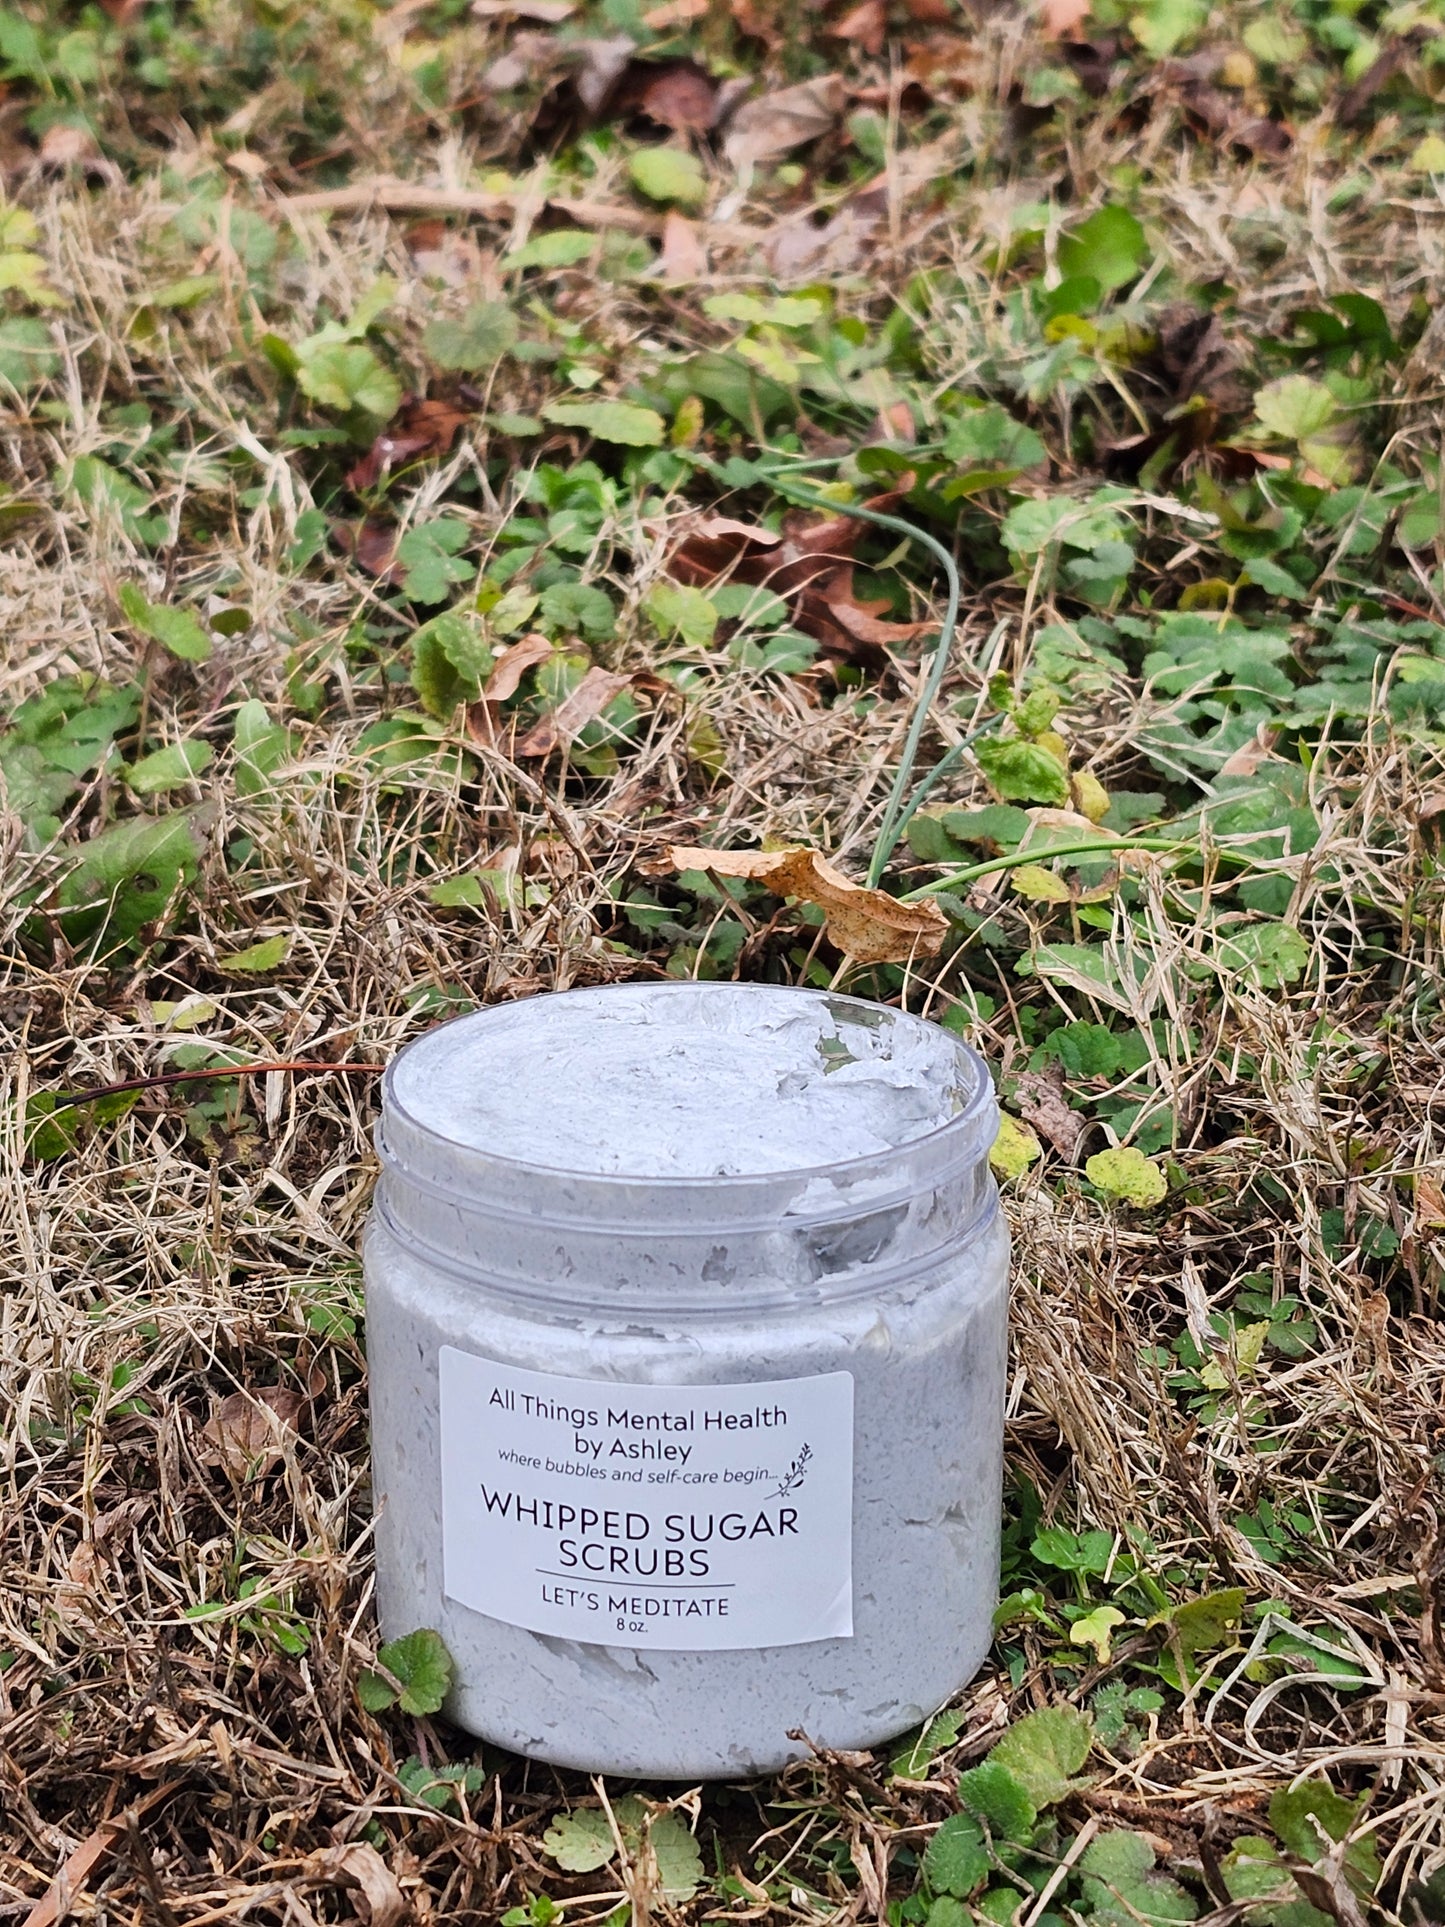 All Things Mental Health
by Ashley
where bubbles and self-care begin...
WHIPPED SUGAR
SCRUBS
LET'S MEDITATE
8 oz.